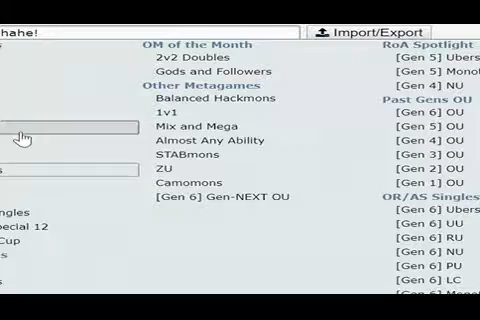 hahe!
Import/Export
s
ngles
pecial 12
Cup
s
s
OM of the Month
2v2 Doubles
Gods and Followers
Other Metagames
Balanced Hackmons
1v1
Mix and Mega
Almost Any Ability
STABmons
ZU
Camomons
[Gen 6] Gen-NEXT OU
RoA Spotlight
[Gen 5] Ubers
[Gen 5] Monot
[Gen 4] NU
Past Gens OU
[Gen 6] OU
[Gen 5] OU
[Gen 4] OU
[Gen 3] OU
[Gen 2] OU
[Gen 1] OU
OR/AS Singles
[Gen 6] Ubers
[Gen 6] UU
[Gen 6] RU
[Gen 6] NU
[Gen 6] PU
[Gen 6] LC